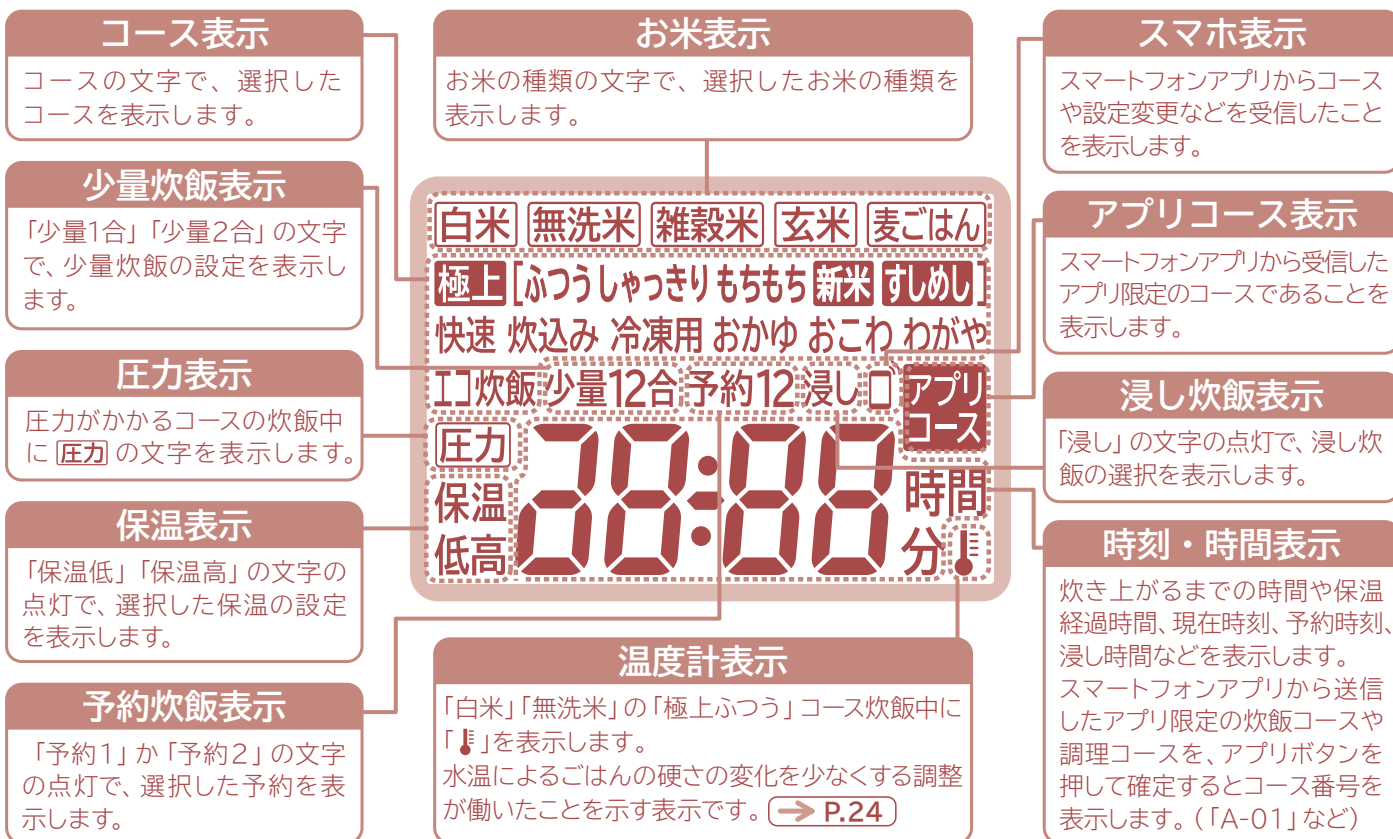 コース表示
コースの文字で、選択した
コースを表示します。
少量炊飯表示
「少量1合」「少量2合」の文字
で、少量炊飯の設定を表示し
ます。
圧力表示
圧力がかかるコースの炊飯中
に 圧力 の文字を表示します。
保温表示
「保温低」「保温高」の文字の
点灯で、選択した保温の設定
を表示します。
予約炊飯表示
「予約1」か「予約2」の文字
の点灯で、選択した予約を表
示します。
お米表示
お米の種類の文字で、選択したお米の種類を
表示します。
白米 無洗米 雑穀米 玄米 麦ごはん
極上[ふつう しゃっきり もちもち 新米 すしめし]
快速 炊込み 冷凍用 おかゆ おこわ わがや
エコ炊飯 少量12合 予約12 浸し アプリ
コース
圧力
保温
低高
38:88
時間
分
温度計表示
「白米」「無洗米」の「極上ふつう」コース炊飯中に
「」を表示します。
水温によるごはんの硬さの変化を少なくする調整
が働いたことを示す表示です。 → P.24
スマホ表示
スマートフォンアプリからコース
や設定変更などを受信したこと
を表示します。
アプリコース表示
スマートフォンアプリから受信した
アプリ限定のコースであることを
表示します。
浸し炊飯表示
「浸し」の文字の点灯で、浸し炊
飯の選択を表示します。
時刻・時間表示
炊き上がるまでの時間や保温
経過時間、現在時刻、予約時刻、
浸し時間などを表示します。
スマートフォンアプリから送信
したアプリ限定の炊飯コースや
調理コースを、アプリボタンを
押して確定するとコース番号を
表示します。(「A-01」など)